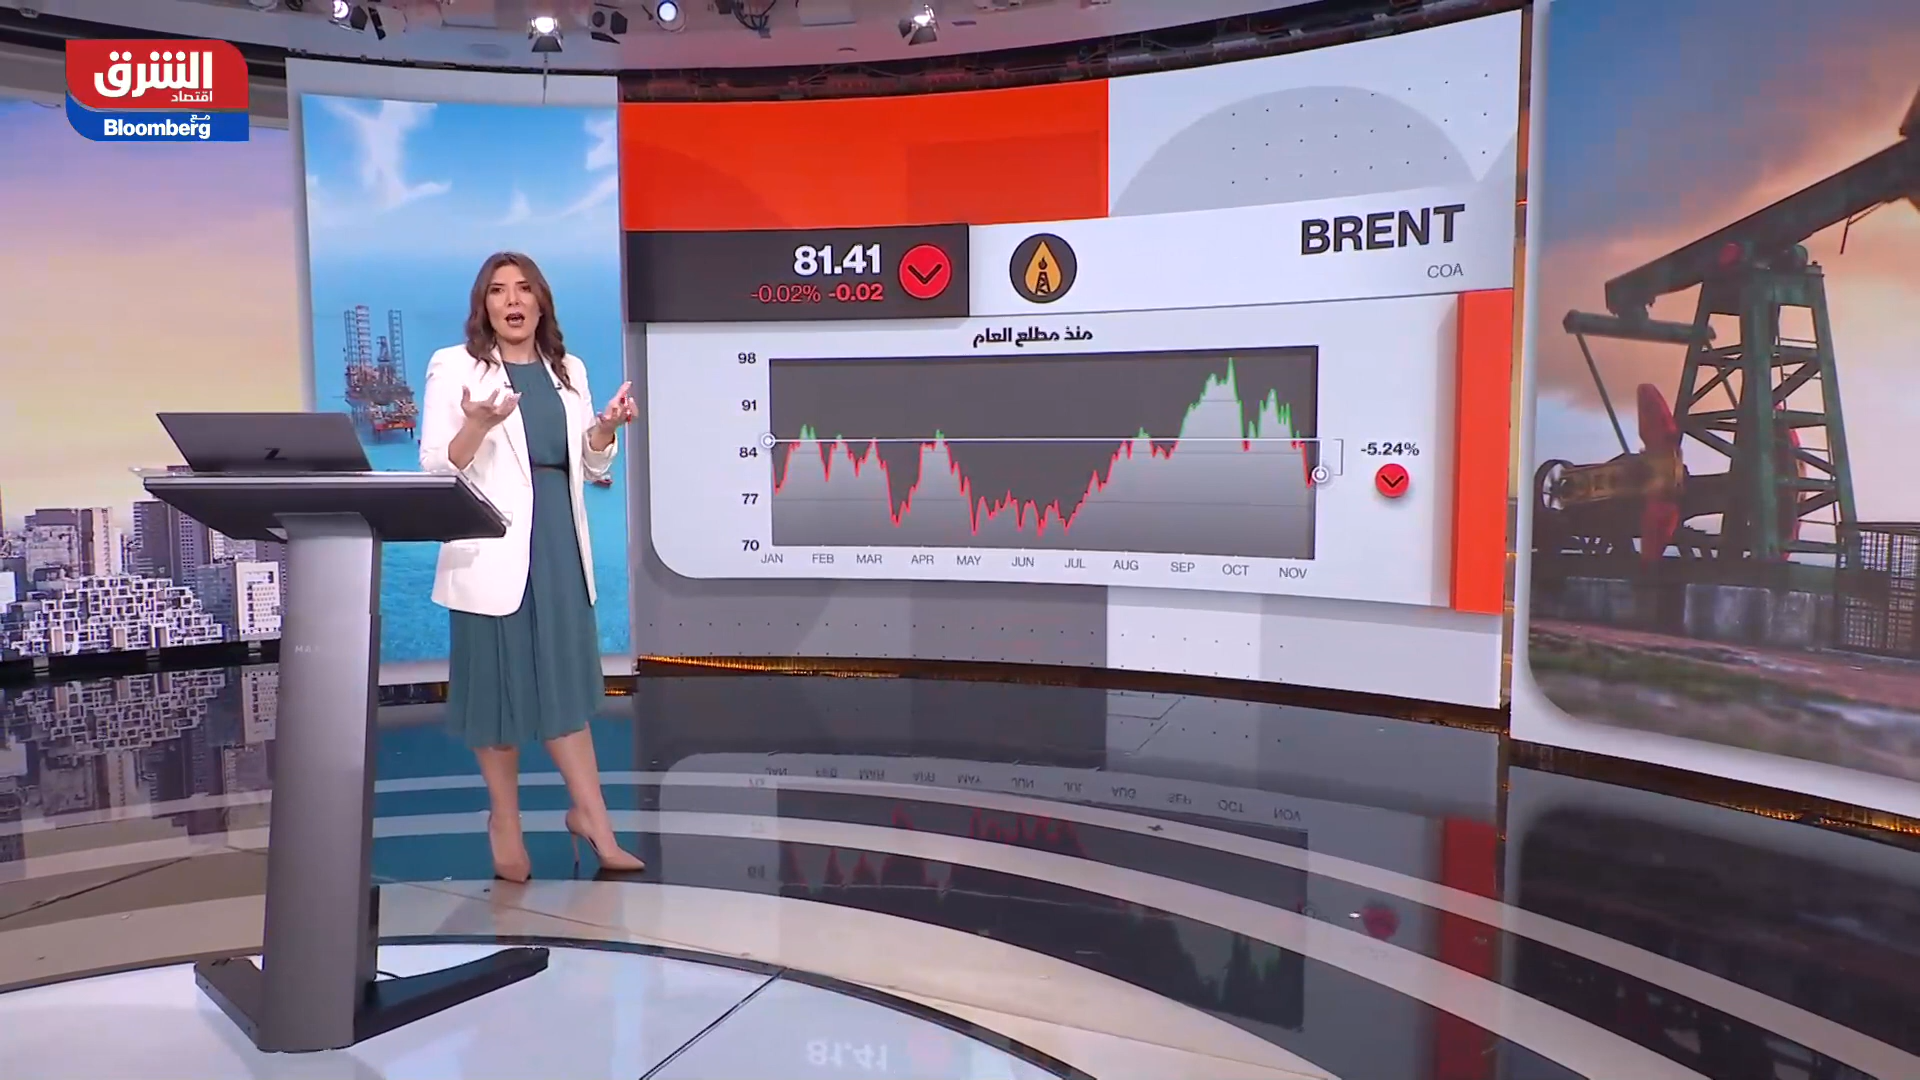 الشرق
اقتصاد
مع
Bloomberg
BRENT
COA
81.41
-0.02% -0.02
منذ مطلع العام
98
91
84
77
70
JAN FEB MAR APR MAY JUN JUL AUG SEP OCT NOV
-5.24%